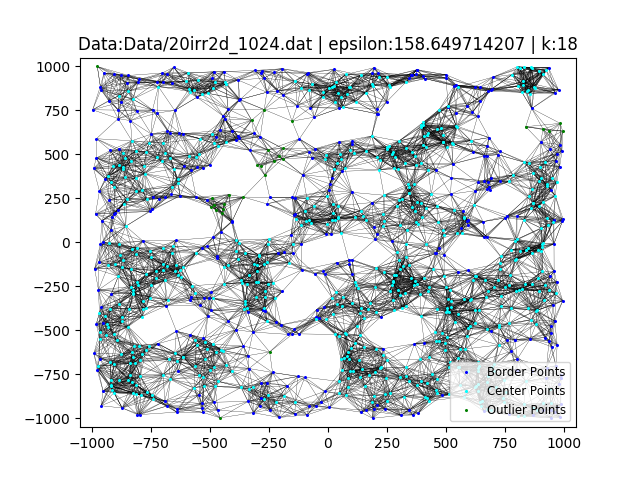 Data:Data/20irr2d_1024.dat | epsilon:158.649714207 | k:18
1000
750
500
250
0
−250
−500
−750
−1000
Border Points
Center Points
Outlier Points
−1000 −750 −500 −250 0 250 500 750 1000